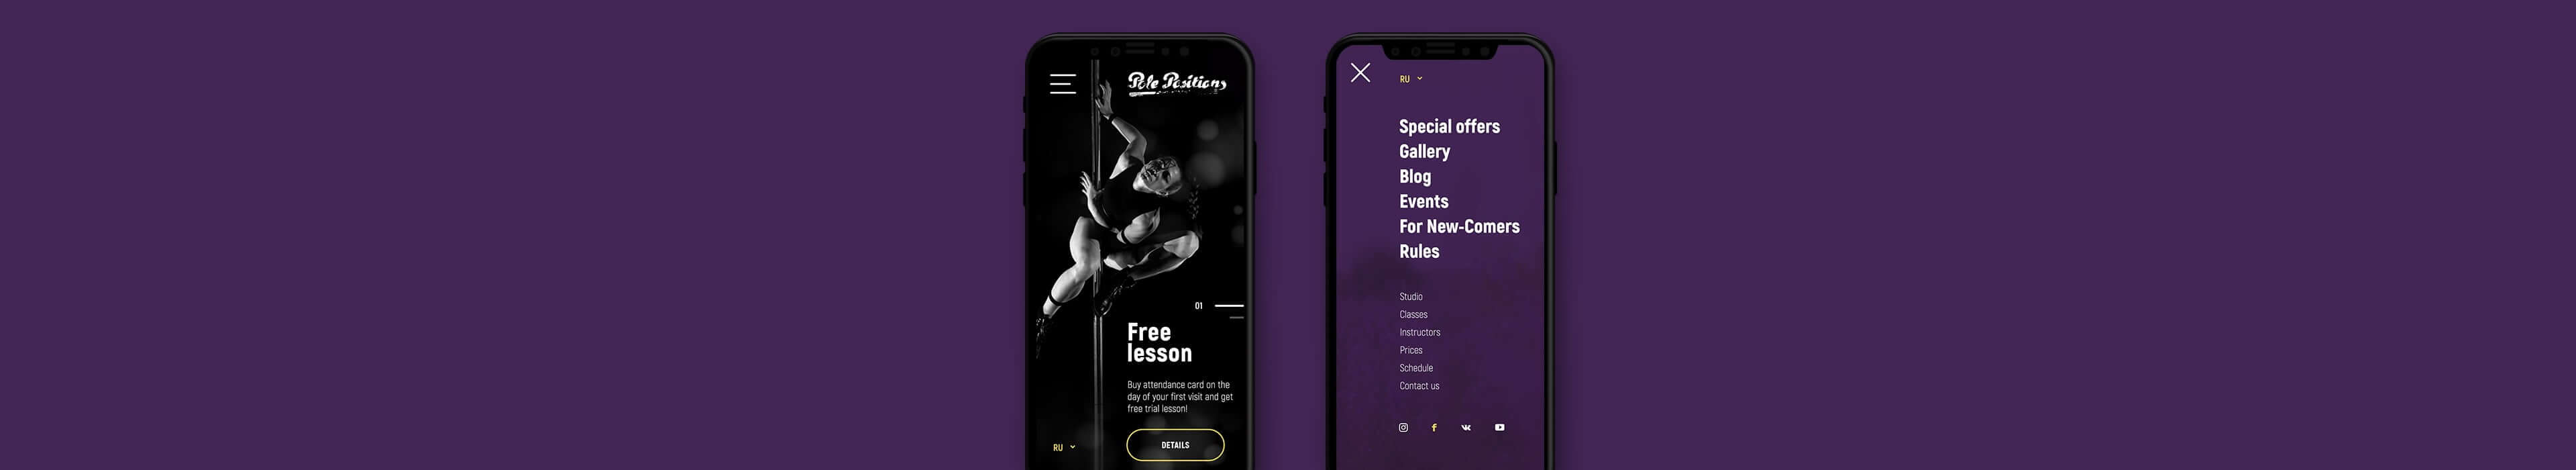 Pole Positions
01
Free
lesson
Buy attendance card on the
day of your first visit and get
free trial lesson!
RU
DETAILS
RU
Special offers
Gallery
Blog
Events
For New-Comers
Rules
Studio
Classes
Instructors
Prices
Schedule
Contact us